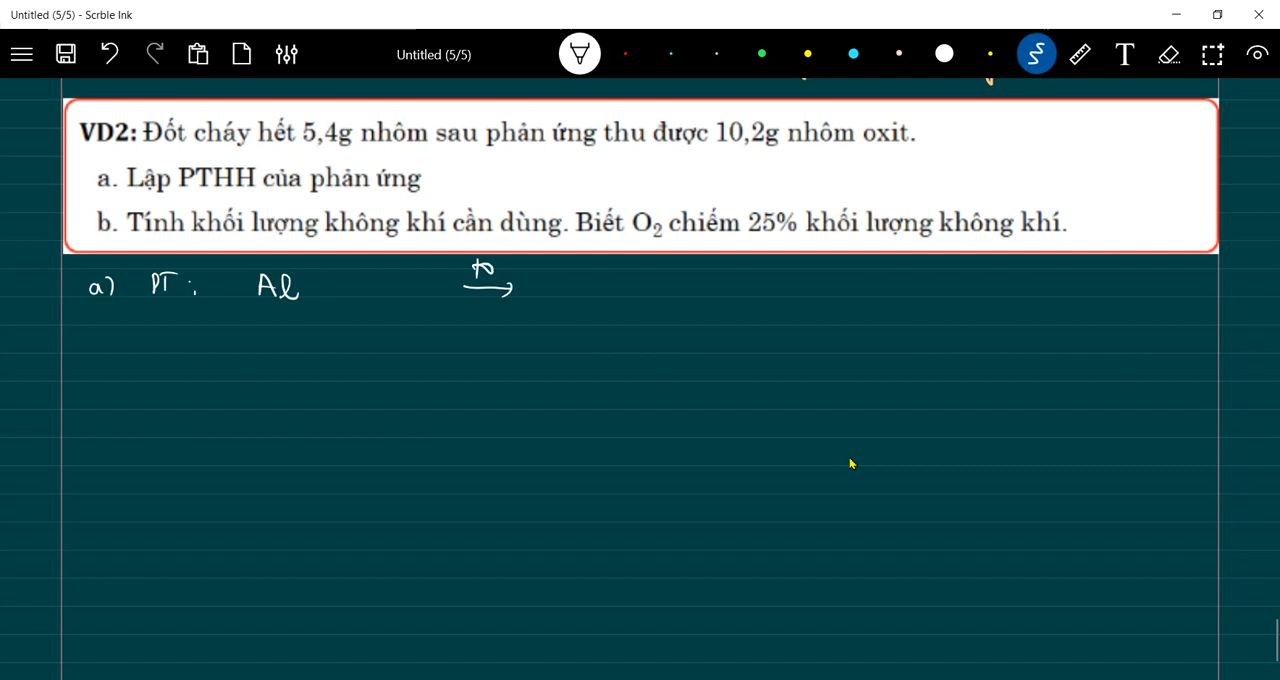 Untitled (5/5) - Scrble Ink
Untitled (5/5)
T
VD2: Đốt cháy hết 5,4g nhôm sau phản ứng thu được 10,2g nhôm oxit.
a. Lập PTHH của phản ứng
b. Tính khối lượng không khí cần dùng. Biết O₂ chiếm 25% khối lượng không khí.
a) PT: Al t° →